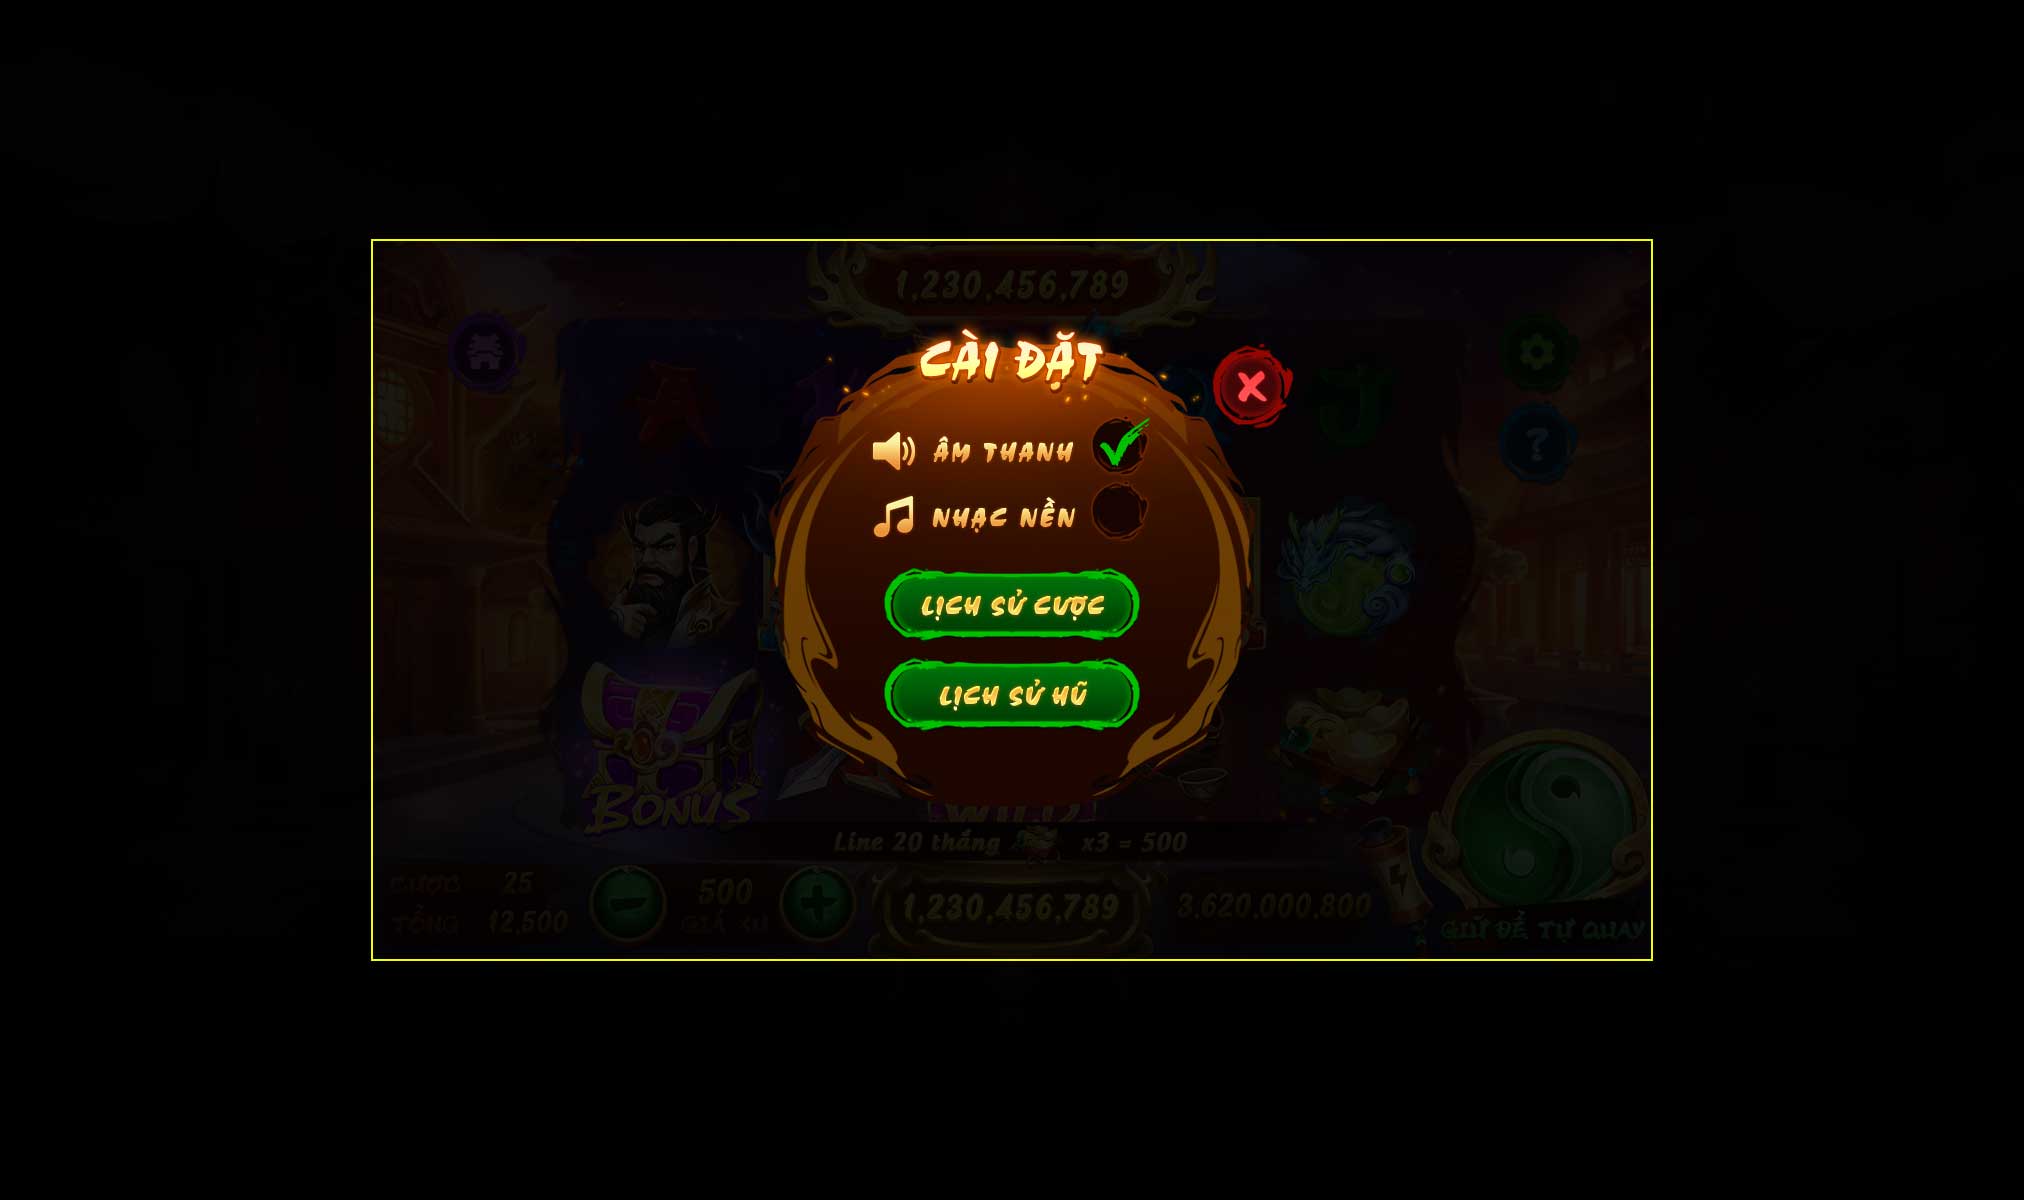 1,230,456,789
CÀI ĐẶT
ÂM THANH
NHẠC NỀN
LỊCH SỬ CƯỢC
LỊCH SỬ HŨ
BONUS
WILD
Line 20 thắng x3 = 500
CƯỢC 25
TỔNG 12,500
500
GIÁ XU
1,230,456,789
3.620.000.800
GIỮ ĐỂ TỰ QUAY